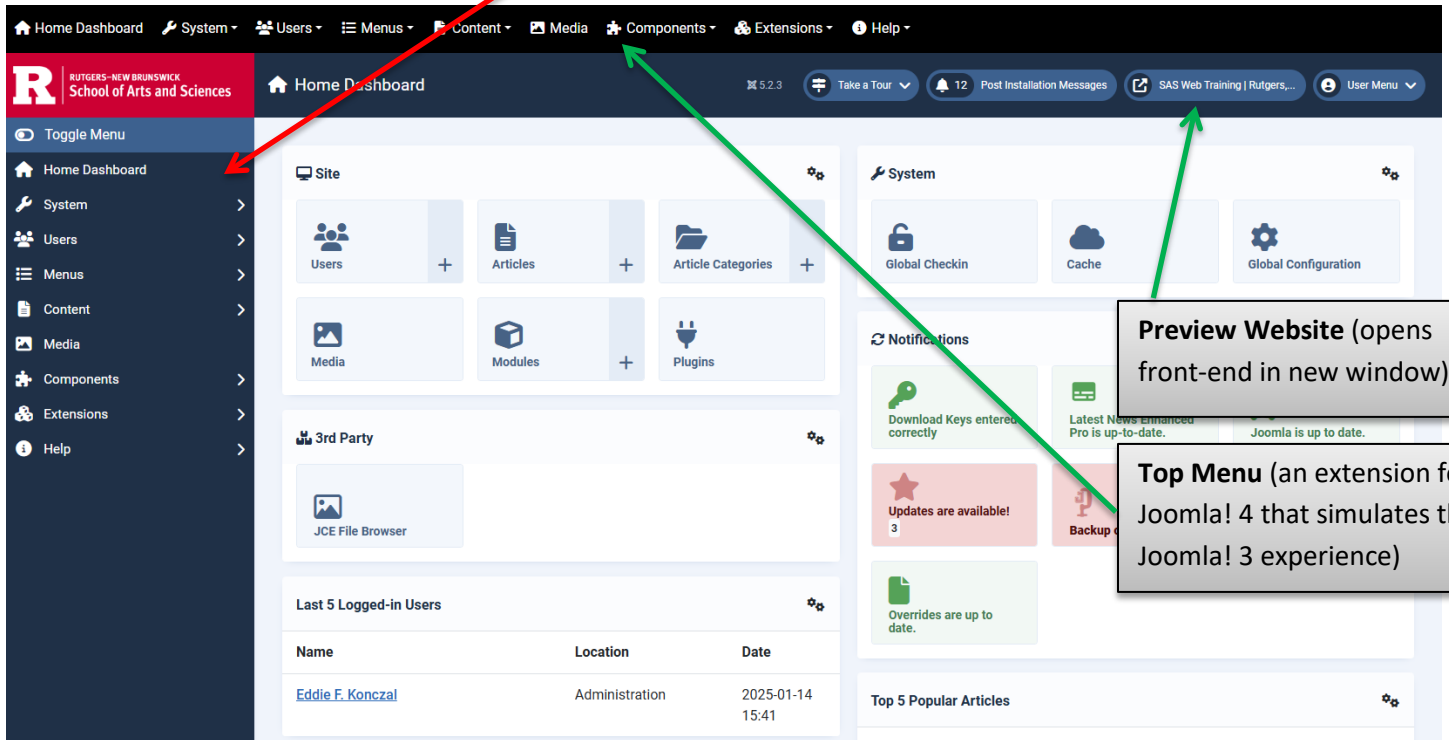 Home Dashboard System Users Menus Content Media Components Extensions Help
RUTGERS–NEW BRUNSWICK
School of Arts and Sciences
Home Dashboard
5.2.3
Take a Tour
12 Post Installation Messages
SAS Web Training | Rutgers,...
User Menu
Toggle Menu
Home Dashboard
System
Users
Menus
Content
Media
Components
Extensions
Help
Site
Users
Articles
Article Categories
Media
Modules
Plugins
3rd Party
JCE File Browser
Last 5 Logged-in Users
Name Location Date
Eddie F. Konczal Administration 2025-01-14
15:41
System
Global Checkin
Cache
Global Configuration
Notifications
Download Keys entered
correctly
Latest News Enhanced
Pro is up-to-date.
Joomla is up to date.
Updates are available!
3
Backup
Overrides are up to
date.
Top 5 Popular Articles
Preview Website (opens
front-end in new window)
Top Menu (an extension
Joomla! 4 that simulates
Joomla! 3 experience)